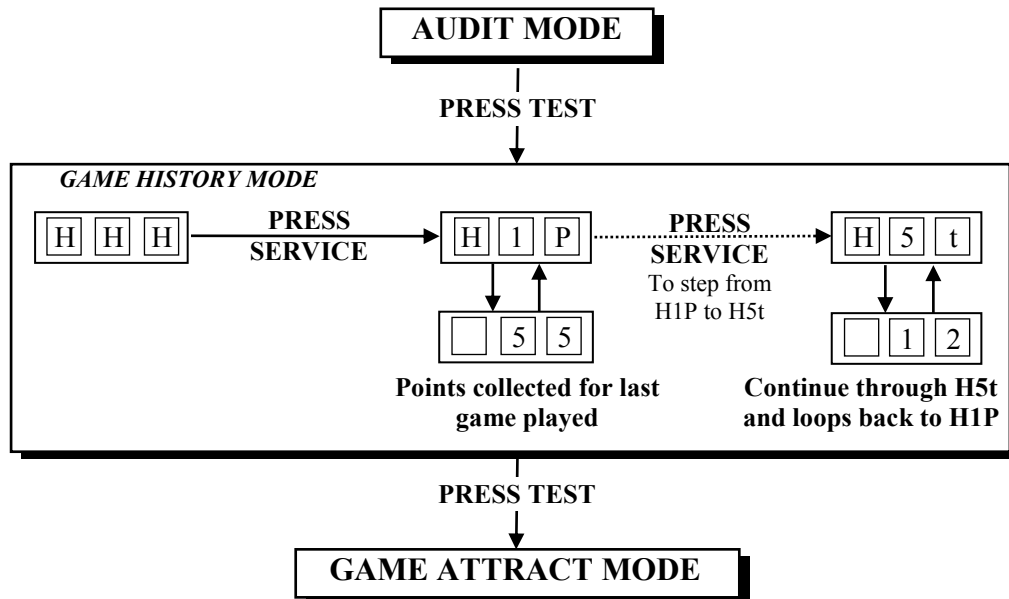 AUDIT MODE
PRESS TEST
GAME HISTORY MODE
H H H
PRESS
SERVICE
H 1 P
PRESS
SERVICE
To step from
H1P to H5t
H 5 t
5 5
1 2
Points collected for last
game played
Continue through H5t
and loops back to H1P
PRESS TEST
GAME ATTRACT MODE